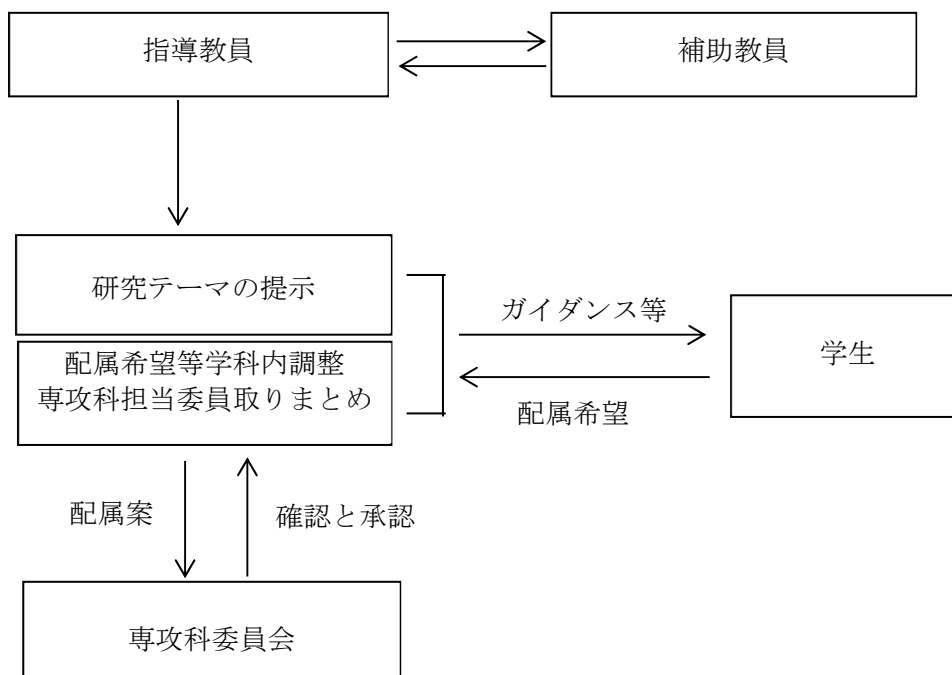 指導教員
補助教員
研究テーマの提示
ガイダンス等
学生
配属希望等学科内調整
専攻科担当委員取りまとめ
配属希望
配属案
確認と承認
専攻科委員会